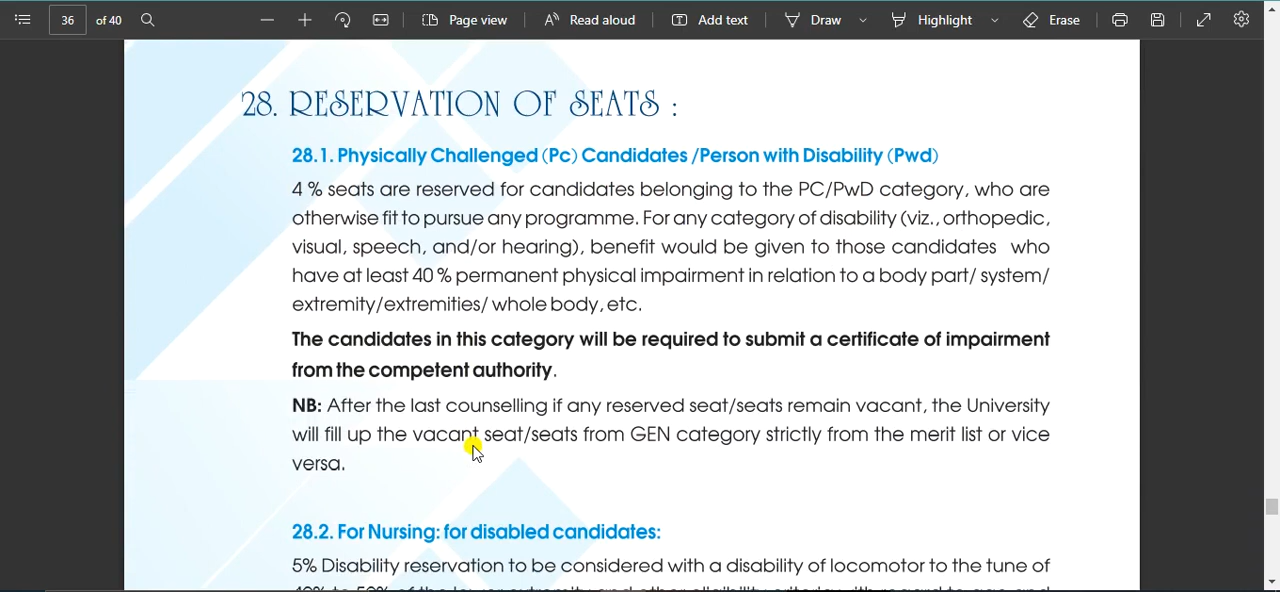 36 of 40 Page view Read aloud Add text Draw Highlight Erase
28. RESERVATION OF SEATS :
28.1. Physically Challenged (Pc) Candidates /Person with Disability (Pwd)
4 % seats are reserved for candidates belonging to the PC/PwD category, who are
otherwise fit to pursue any programme. For any category of disability (viz., orthopedic,
visual, speech, and/or hearing), benefit would be given to those candidates who
have at least 40 % permanent physical impairment in relation to a body part/ system/
extremity/extremities/ whole body, etc.
The candidates in this category will be required to submit a certificate of impairment
from the competent authority.
NB: After the last counselling if any reserved seat/seats remain vacant, the University
will fill up the vacant seat/seats from GEN category strictly from the merit list or vice
versa.
28.2. For Nursing: for disabled candidates:
5% Disability reservation to be considered with a disability of locomotor to the tune of